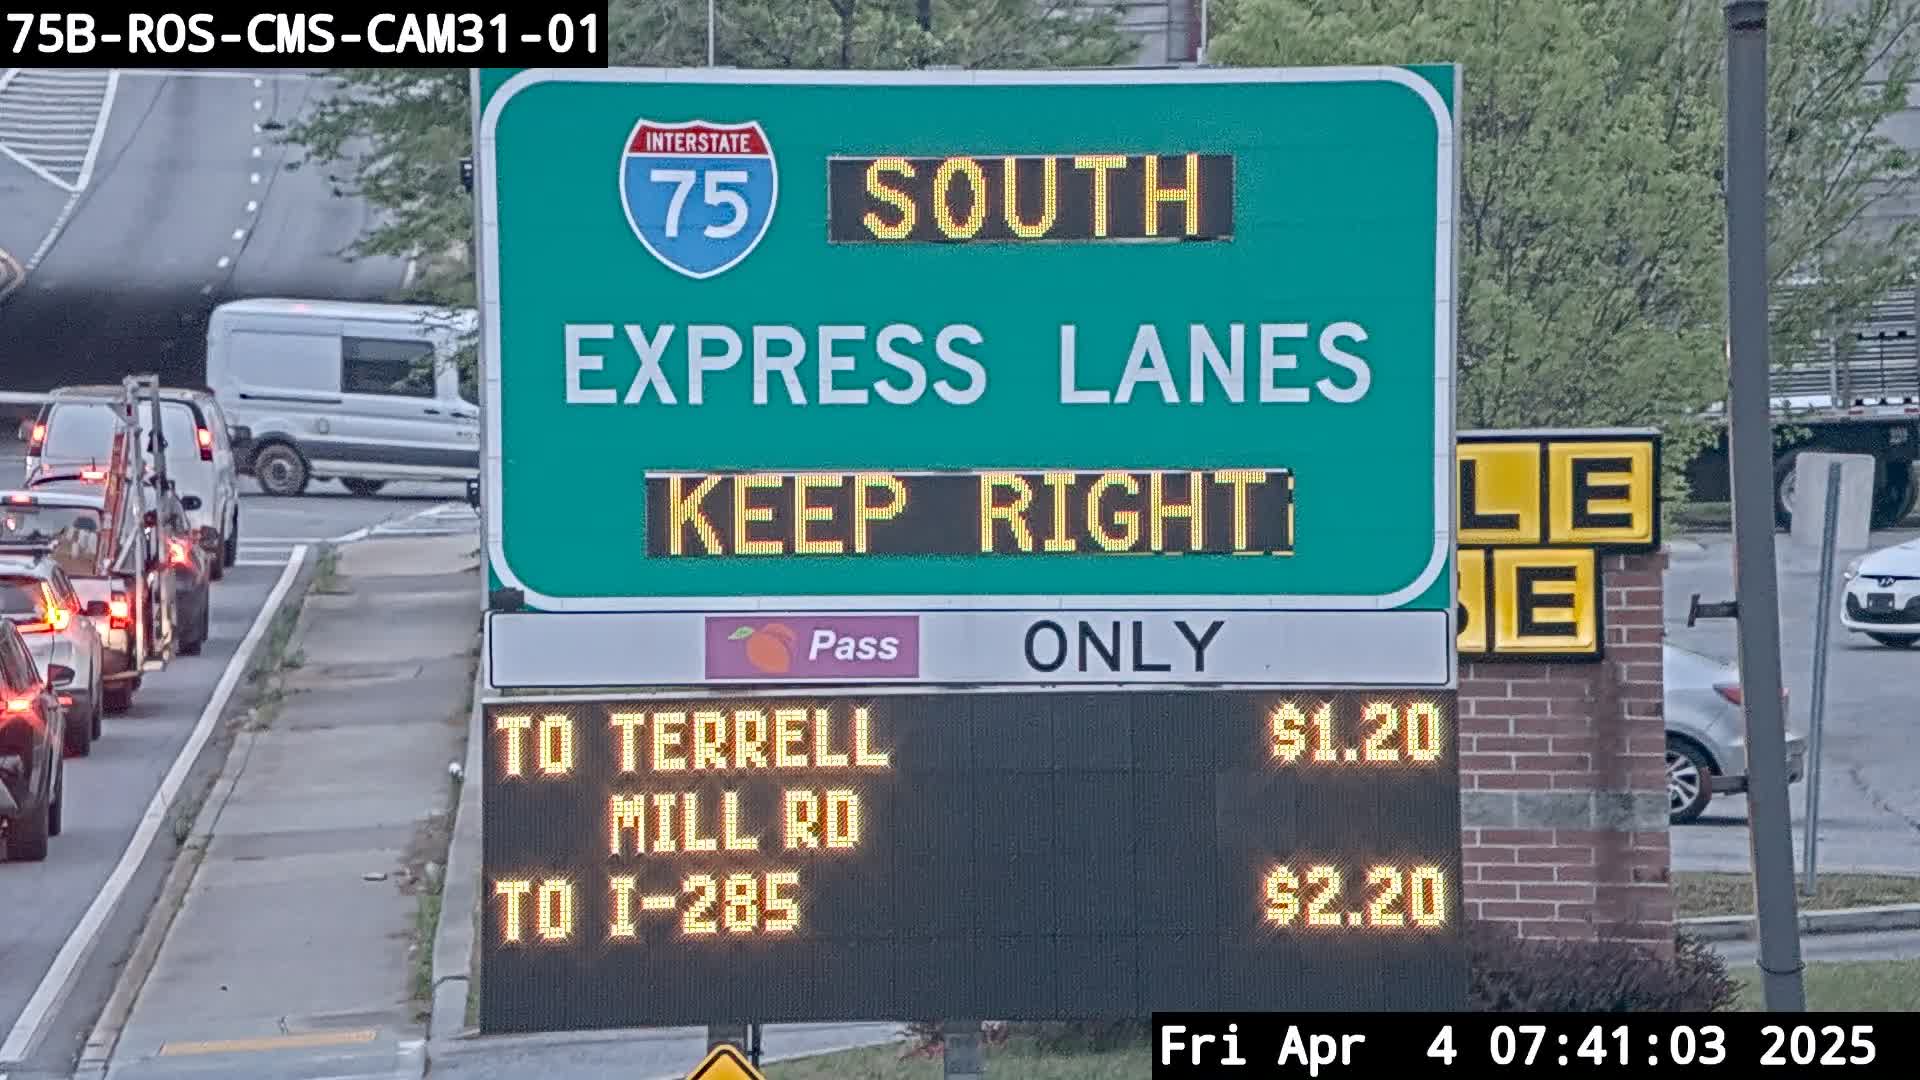 75B-ROS-CMS-CAM31-01
INTERSTATE
75
SOUTH
EXPRESS LANES
KEEP RIGHT
Pass ONLY
TO TERRELL $1.20
MILL RD
TO I-285 $2.20
LE
E
Fri Apr 4 07:41:03 2025